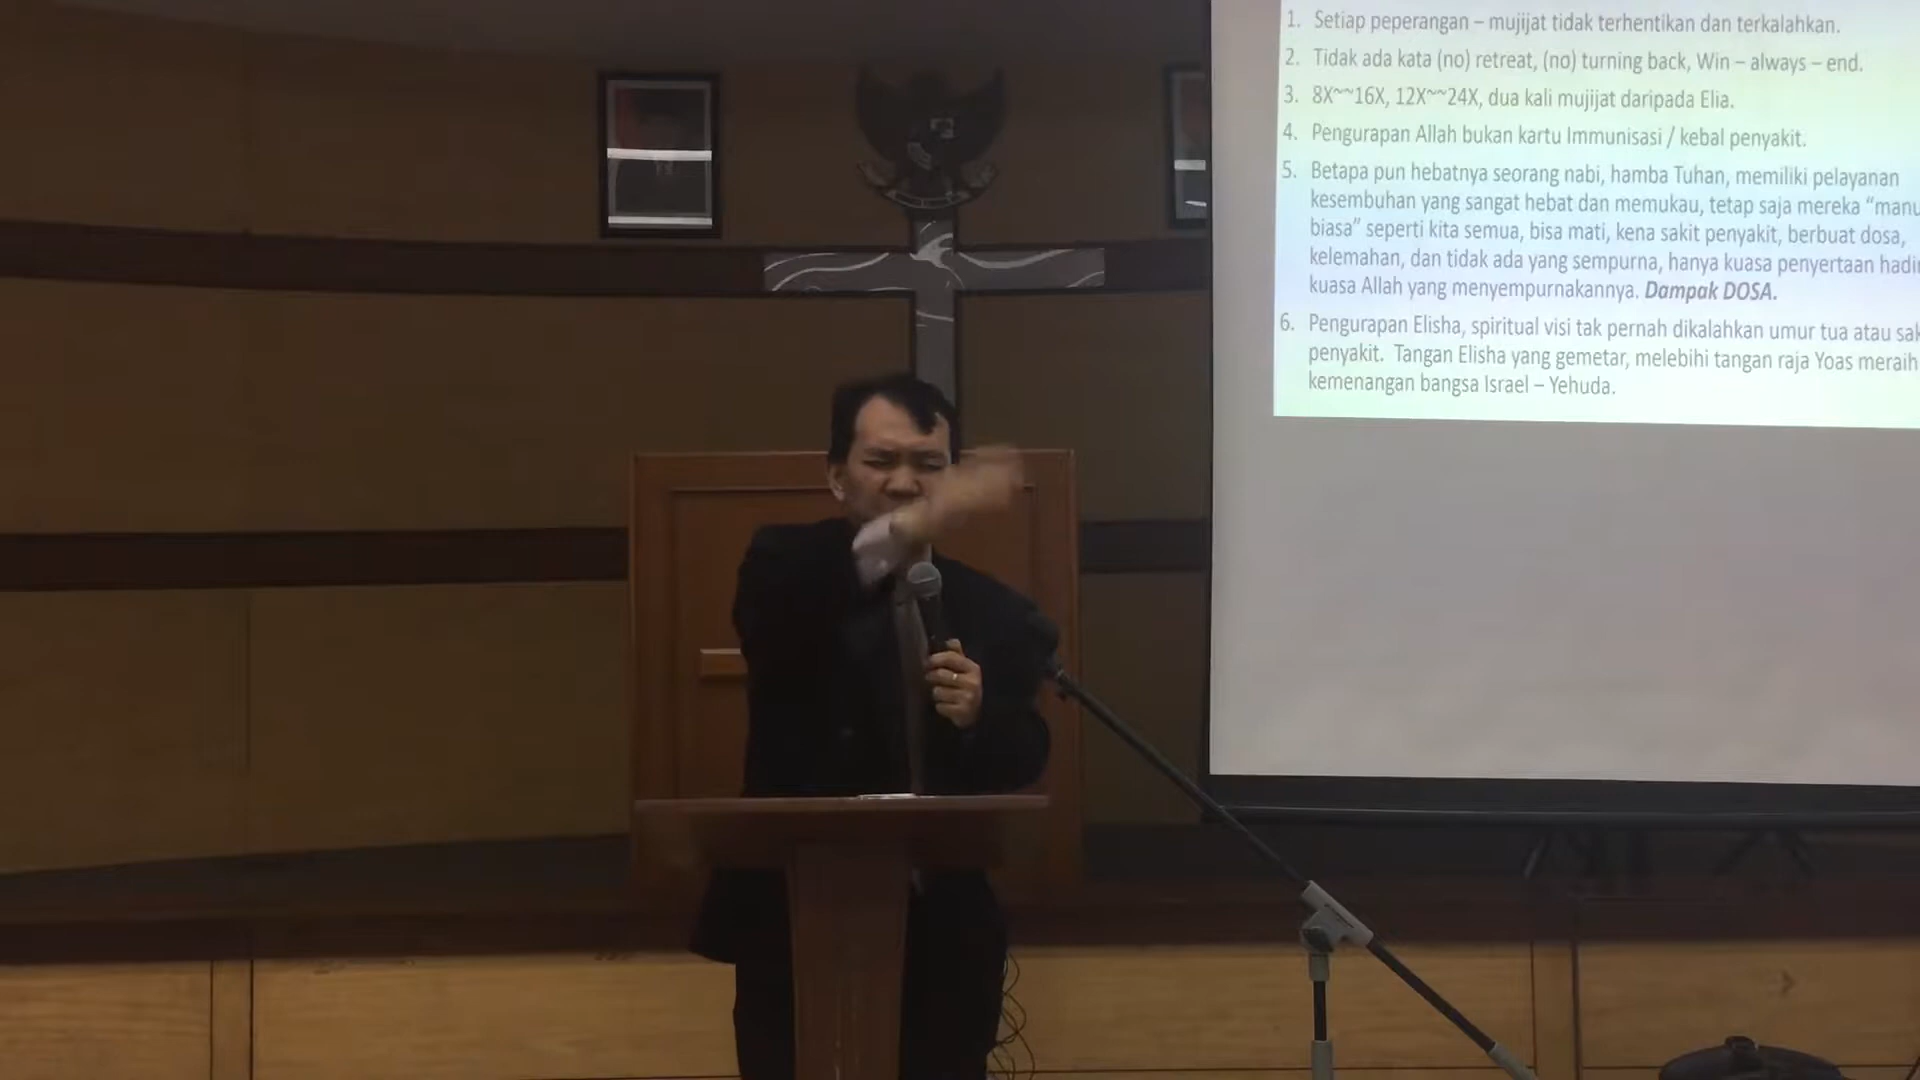 1. Setiap peperangan – mujijat tidak terhentikan dan terkalahkan.
2. Tidak ada kata (no) retreat, (no) turning back, Win – always – end.
3. 8X~~16X, 12X~~24X, dua kali mujijat daripada Elia.
4. Pengurapan Allah bukan kartu Immunisasi / kebal penyakit.
5. Betapa pun hebatnya seorang nabi, hamba Tuhan, memiliki pelayanan
kesembuhan yang sangat hebat dan memukau, tetap saja mereka “manu
biasa” seperti kita semua, bisa mati, kena sakit penyakit, berbuat dosa,
kelemahan, dan tidak ada yang sempurna, hanya kuasa penyertaan hadi
kuasa Allah yang menyempurnakannya. Dampak DOSA.
6. Pengurapan Elisha, spiritual visi tak pernah dikalahkan umur tua atau sak
penyakit. Tangan Elisha yang gemetar, melebihi tangan raja Yoas meraih
kemenangan bangsa Israel – Yehuda.